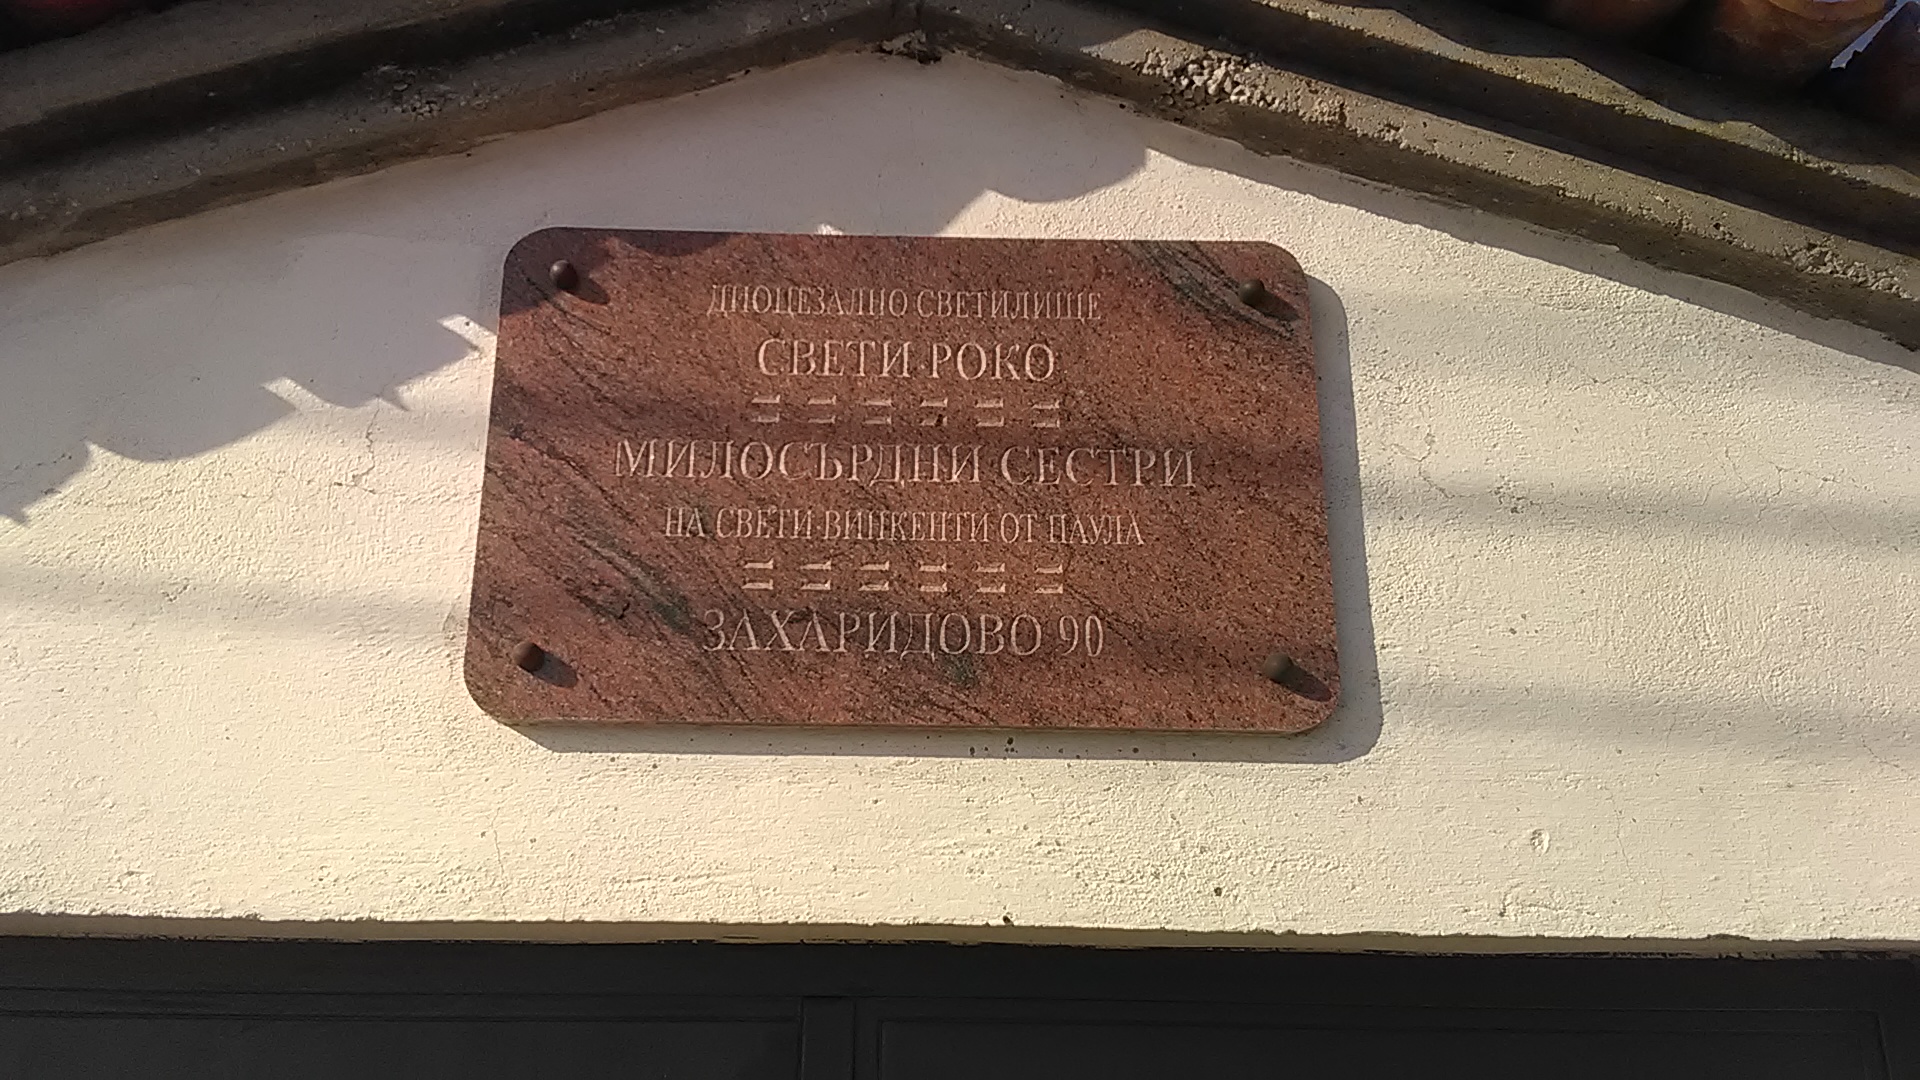 ДИОЦЕЗАЛНО СВЕТИЛИЩЕ
СВЕТИ РОКО
МИЛОСЪРДНИ СЕСТРИ
НА СВЕТИ ВИНКЕНТИ ОТ ПАУЛА
ЗАХАРИДОВО 90